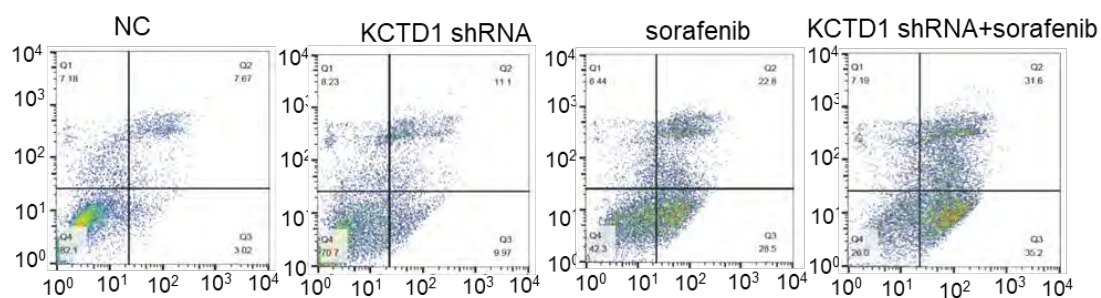 NC
KCTD1 shRNA
sorafenib
KCTD1 shRNA+sorafenib
10⁴
10³
10²
10¹
10⁰
Q1
7.18
Q2
7.67
Q4
82.1
Q3
3.02
10⁰ 10¹ 10² 10³ 10⁴
10⁴
10³
10²
10¹
10⁰
Q1
8.23
Q2
11.1
Q4
70.7
Q3
9.97
10⁰ 10¹ 10² 10³ 10⁴
10⁴
10³
10²
10¹
10⁰
Q1
6.44
Q2
22.8
Q4
42.3
Q3
28.5
10⁰ 10¹ 10² 10³ 10⁴
10⁴
10³
10²
10¹
10⁰
Q1
7.19
Q2
31.6
Q4
26.0
Q3
35.2
10⁰ 10¹ 10² 10³ 10⁴